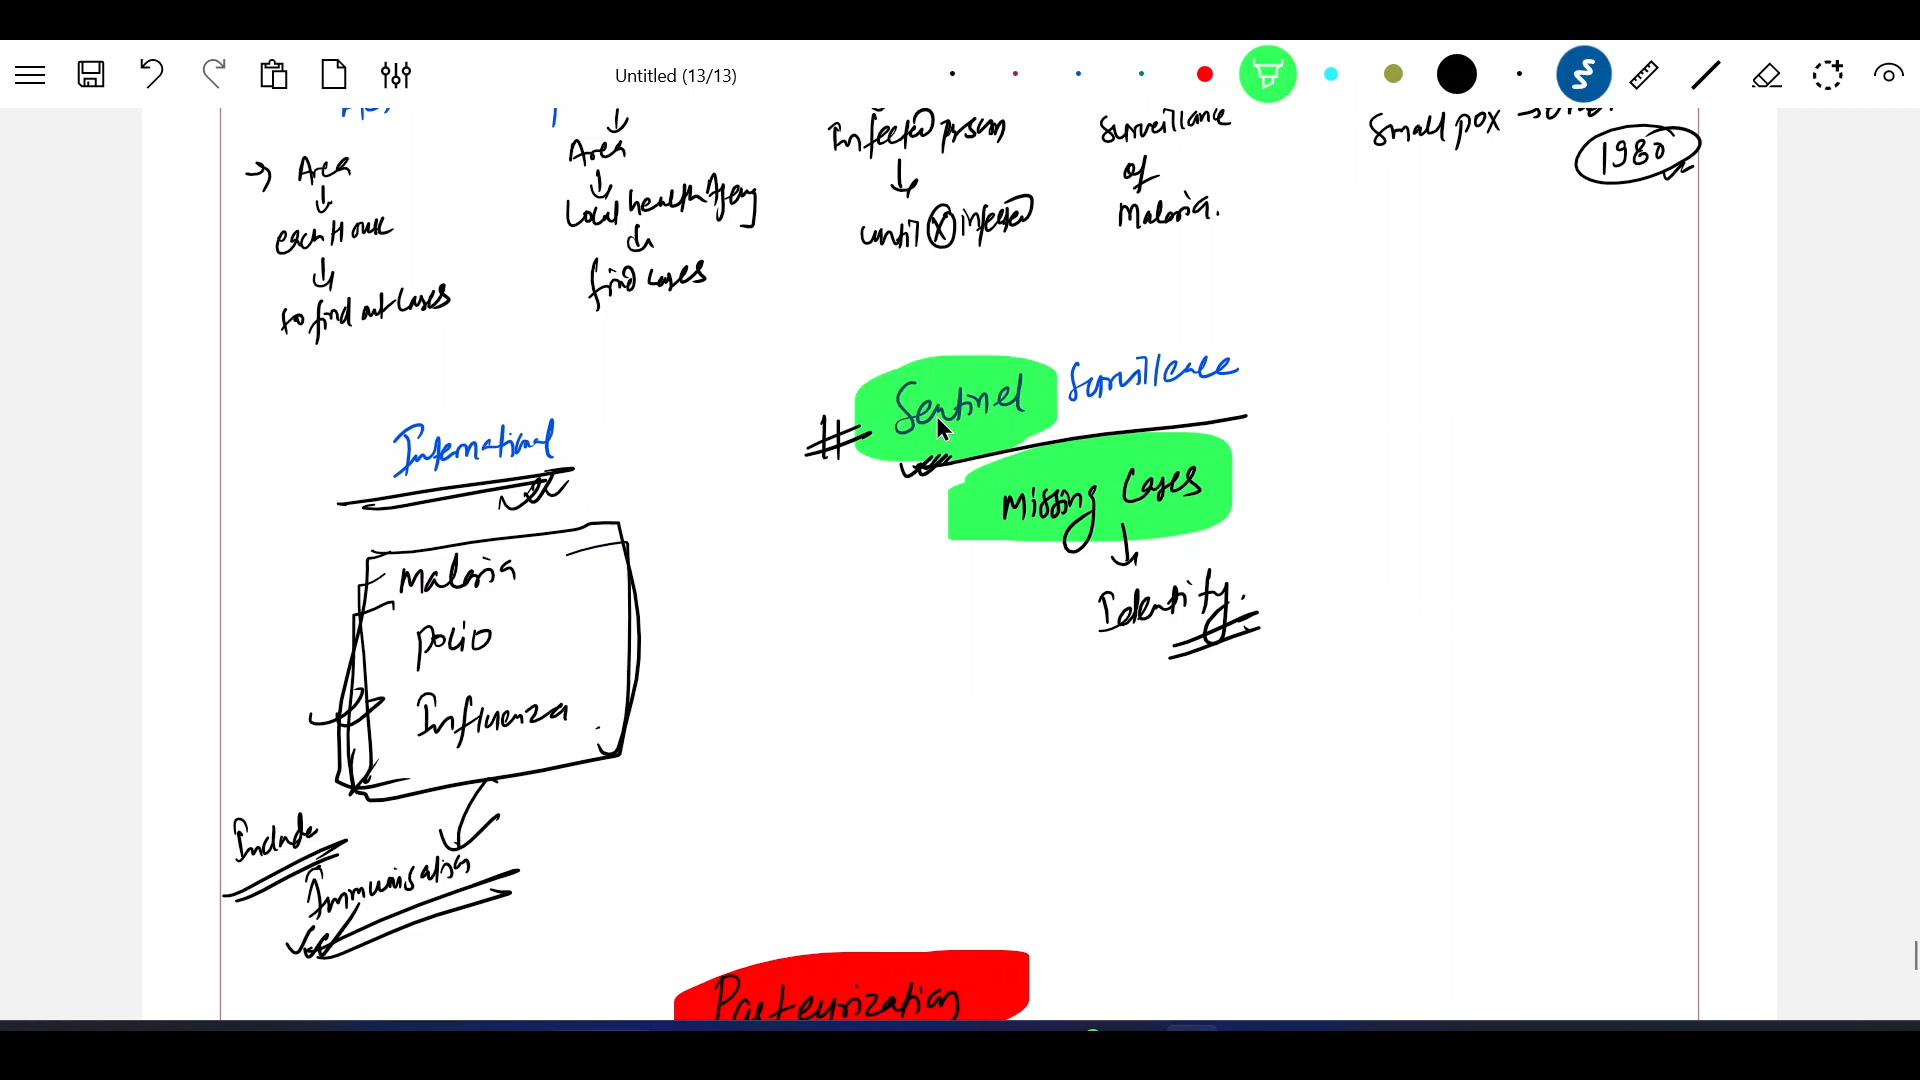 Untitled (13/13)
Infected person
Surveillance
Small pox
1980
→ Area
Area
of
↓
↓
↓
each House
Local health Agency
until Ⓧ infected
Malaria.
↓
↓
to find out Cases
find cases
# Sentinel Survillence
International
Missing Cases
↓
Malaria
Identify.
Polio
Influenza
Include
Immunisation
Pasteurization